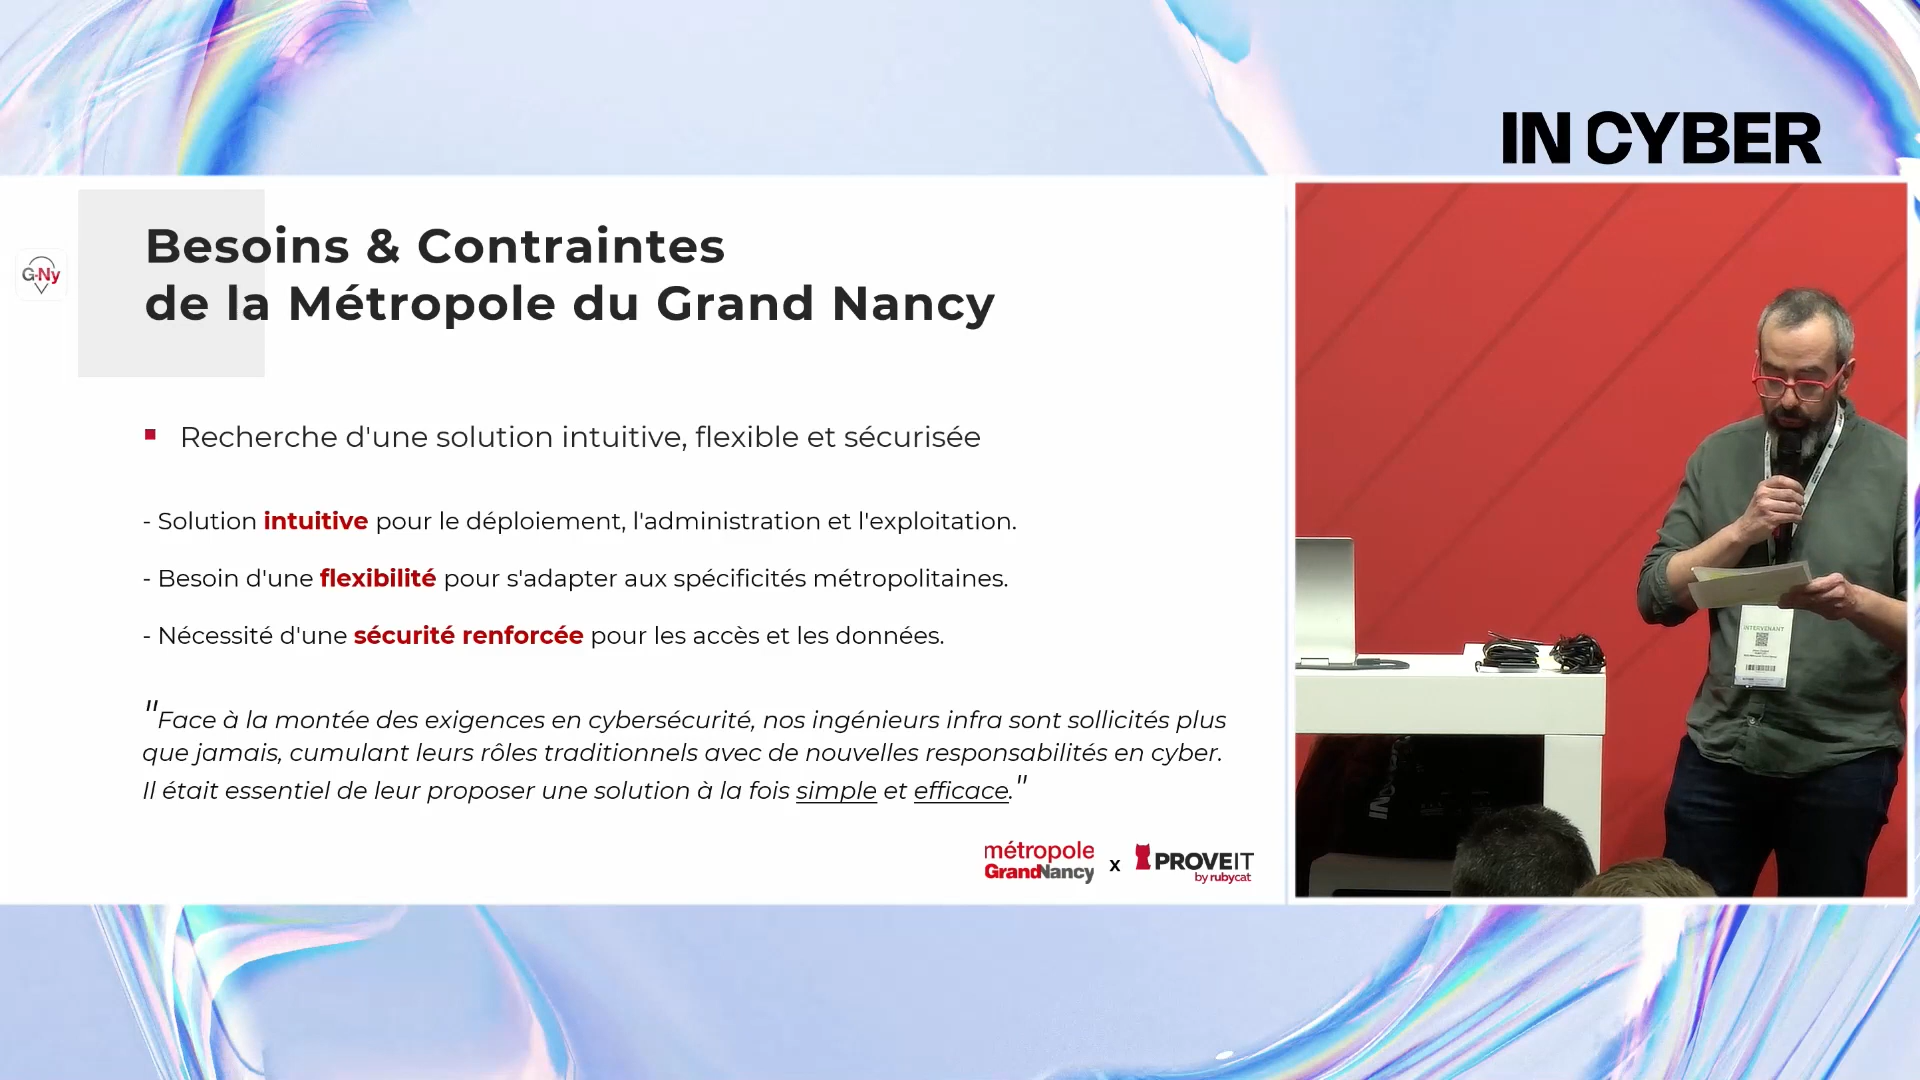 IN CYBER
G-Ny
Besoins & Contraintes
de la Métropole du Grand Nancy
▪ Recherche d'une solution intuitive, flexible et sécurisée
- Solution intuitive pour le déploiement, l'administration et l'exploitation.
- Besoin d'une flexibilité pour s'adapter aux spécificités métropolitaines.
- Nécessité d'une sécurité renforcée pour les accès et les données.
"Face à la montée des exigences en cybersécurité, nos ingénieurs infra sont sollicités plus
que jamais, cumulant leurs rôles traditionnels avec de nouvelles responsabilités en cyber.
Il était essentiel de leur proposer une solution à la fois simple et efficace."
métropole
GrandNancy
x
PROVEIT
by rubycat
INTERVENANT